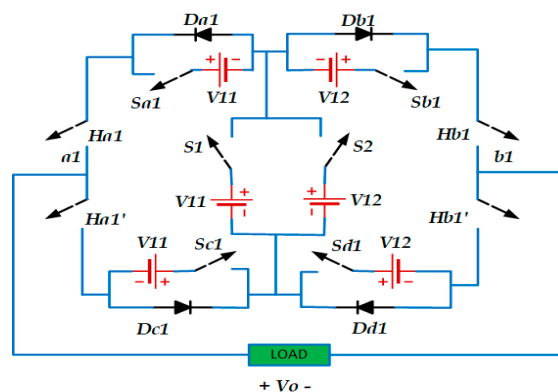 Da1 Db1
+ - - +
V11 V12
Sa1 Sb1
Ha1 Hb1
a1 S1 S2 b1
+ +
V11 V12
- -
Ha1' Hb1'
V11 Sc1 Sd1 V12
- + - +
Dc1 Dd1
LOAD
+ Vo -